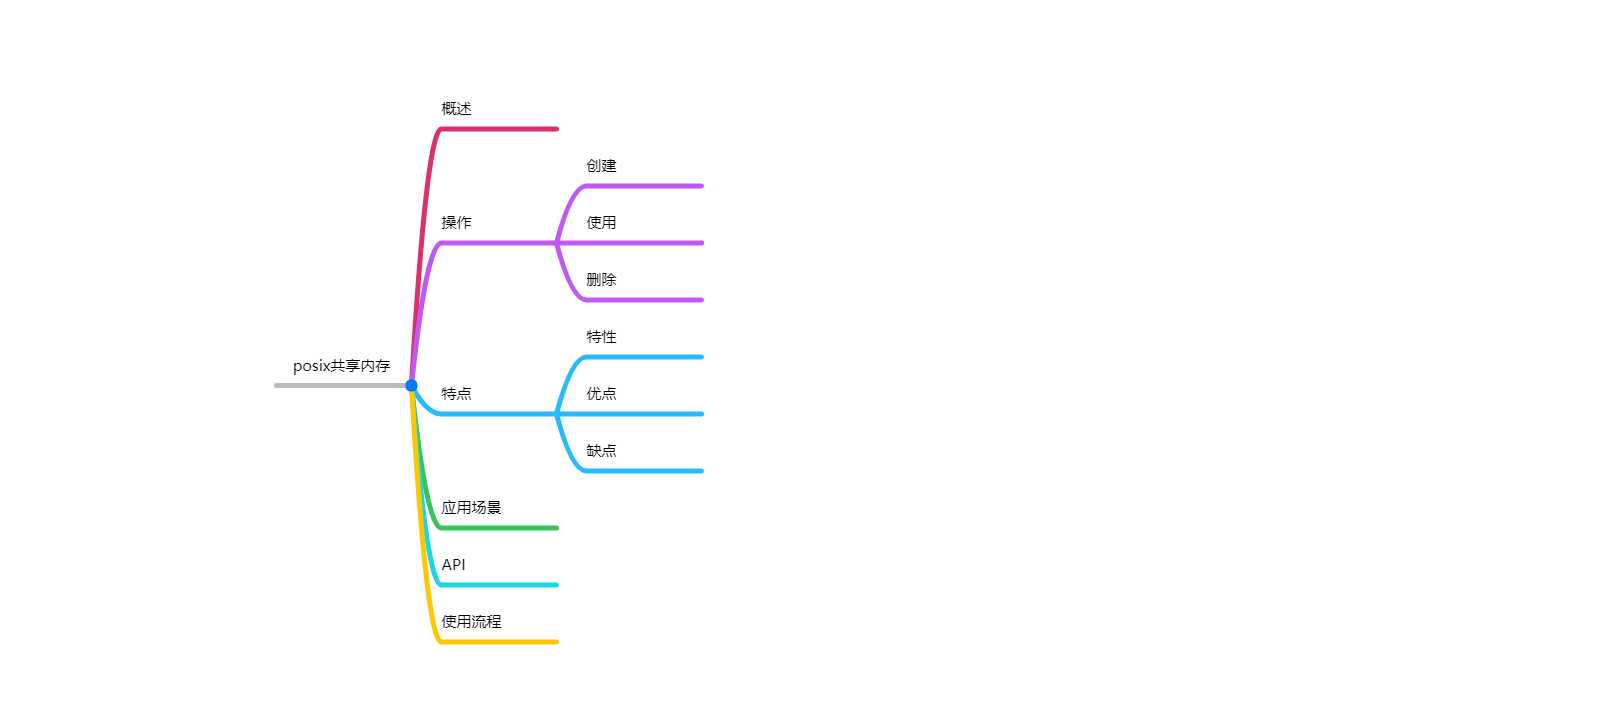 概述
创建
操作
使用
删除
特性
posix共享内存
特点
优点
缺点
应用场景
API
使用流程